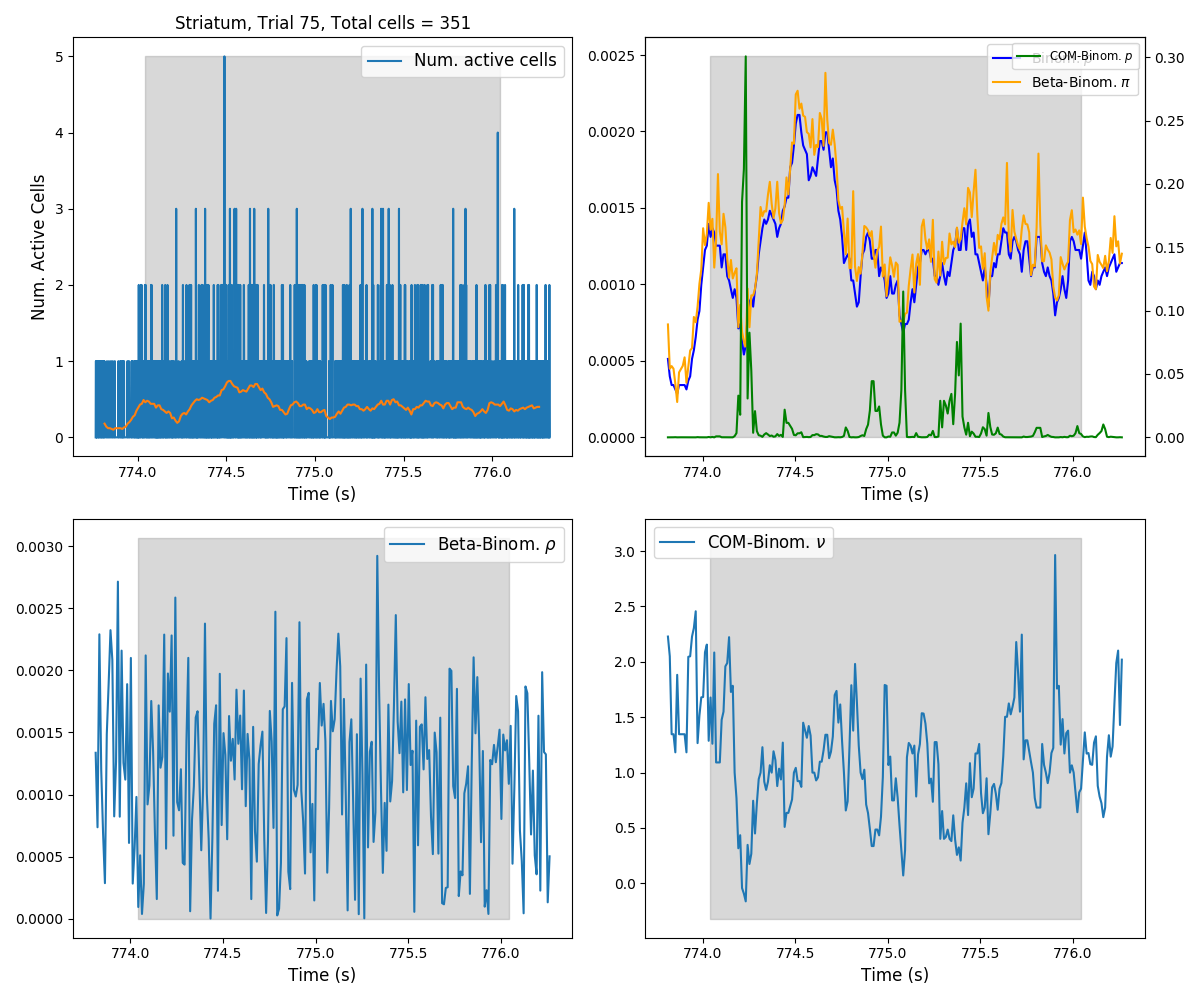 Striatum, Trial 75, Total cells = 351
Num. active cells
Num. Active Cells
5
4
3
2
1
0
774.0 774.5 775.0 775.5 776.0
Time (s)
COM-Binom. p
Beta-Binom. π
0.0025
0.0020
0.0015
0.0010
0.0005
0.0000
0.30
0.25
0.20
0.15
0.10
0.05
0.00
774.0 774.5 775.0 775.5 776.0
Time (s)
Beta-Binom. ρ
0.0030
0.0025
0.0020
0.0015
0.0010
0.0005
0.0000
774.0 774.5 775.0 775.5 776.0
Time (s)
COM-Binom. ν
3.0
2.5
2.0
1.5
1.0
0.5
0.0
774.0 774.5 775.0 775.5 776.0
Time (s)